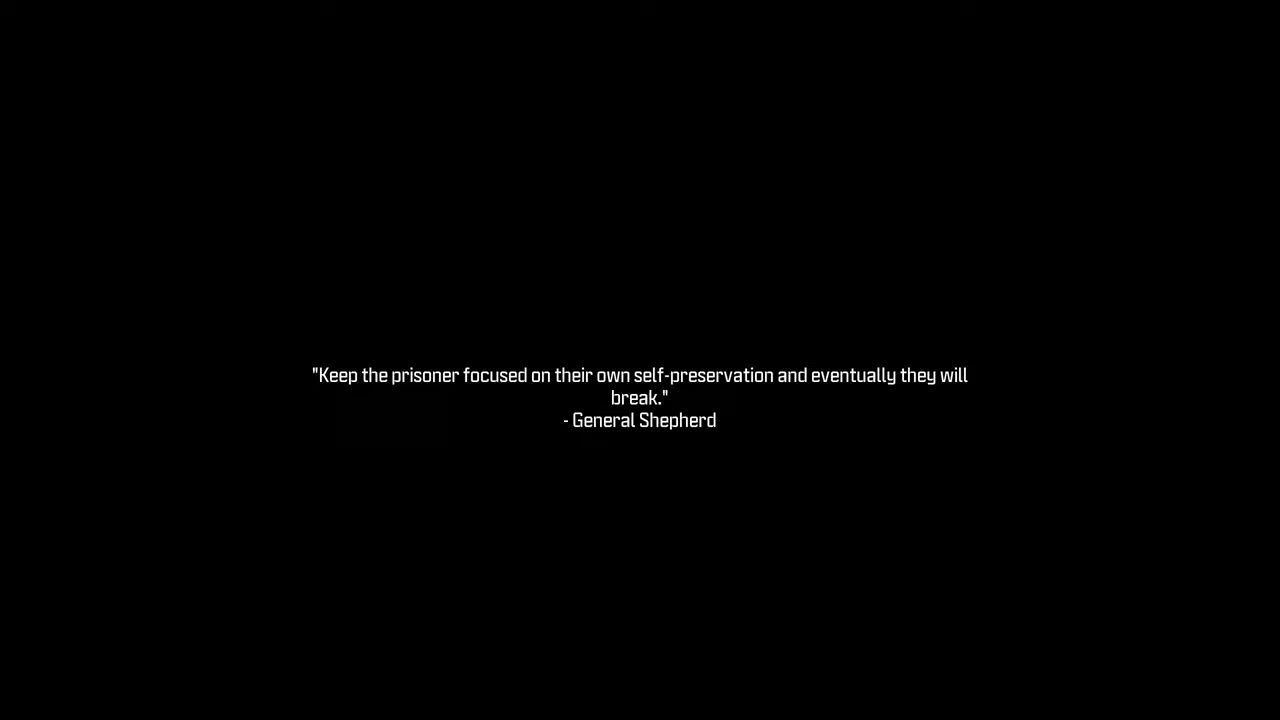 "Keep the prisoner focused on their own self-preservation and eventually they will
break."
- General Shepherd